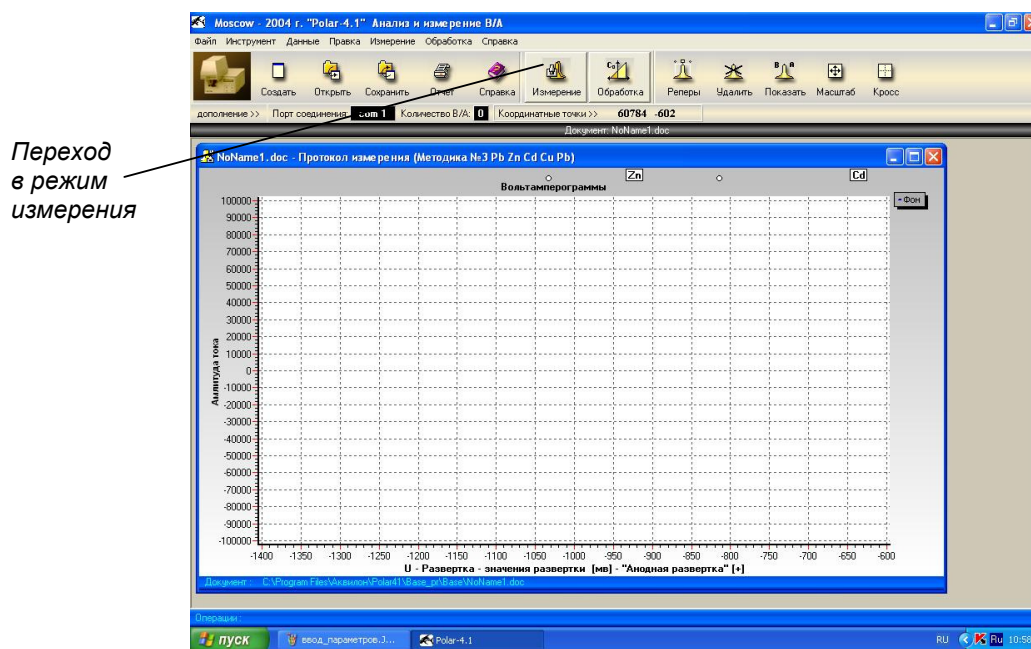 Moscow - 2004 г. "Polar-4.1" Анализ и измерение В/А
Файл Инструмент Данные Правка Измерение Обработка Справка
Создать Открыть Сохранить Отчет Справка Измерение Обработка Реперы Удалить Показать Масштаб Кросс
дополнение >> Порт соединения: com 1 Количество В/А: 0 Координатные точки >> 60784 -602
Документ: NoName1.doc
Переход
в режим
измерения
NoName1.doc - Протокол измерения (Методика №3 Pb Zn Cd Cu Pb)
Zn
Cd
Вольтамперограммы
Фон
100000
90000
80000
70000
60000
50000
40000
30000
20000
10000
0
-10000
-20000
-30000
-40000
-50000
-60000
-70000
-80000
-90000
-100000
Амплитуда тока
-1400 -1350 -1300 -1250 -1200 -1150 -1100 -1050 -1000 -950 -900 -850 -800 -750 -700 -650 -600
U - Развертка - значения развертки [мв] - "Анодная развертка" [+]
Документ : C:\Program Files\Аквилон\Polar41\Base_pr\Base\NoName1.doc
Операции :
пуск ввод_параметров.J... Polar-4.1 RU Ru 10:58